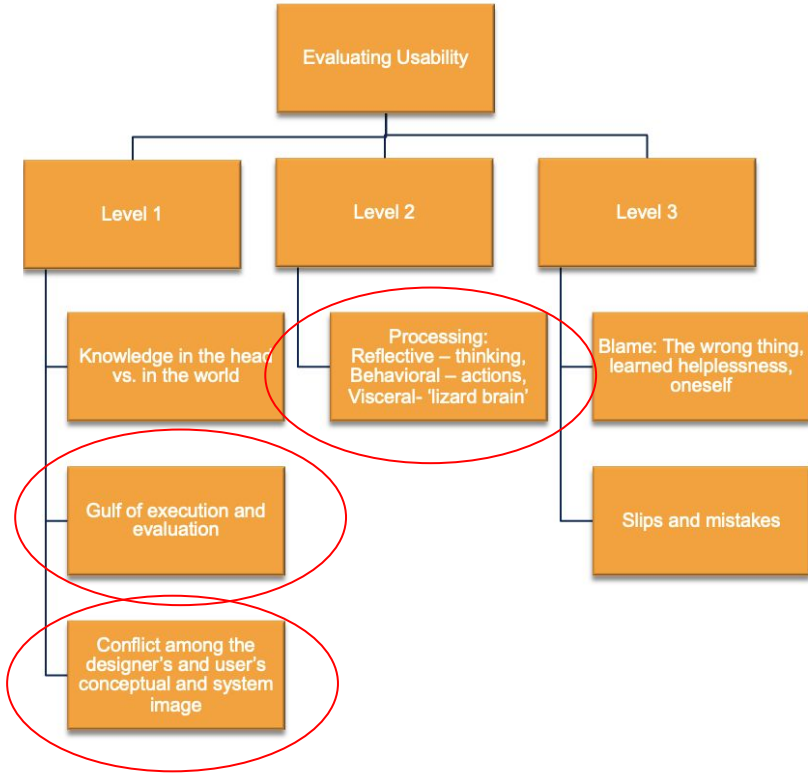 Evaluating Usability
Level 1
Level 2
Level 3
Knowledge in the head
vs. in the world
Gulf of execution and
evaluation
Conflict among the
designer’s and user’s
conceptual and system
image
Processing:
Reflective – thinking,
Behavioral – actions,
Visceral- ‘lizard brain’
Blame: The wrong thing,
learned helplessness,
oneself
Slips and mistakes